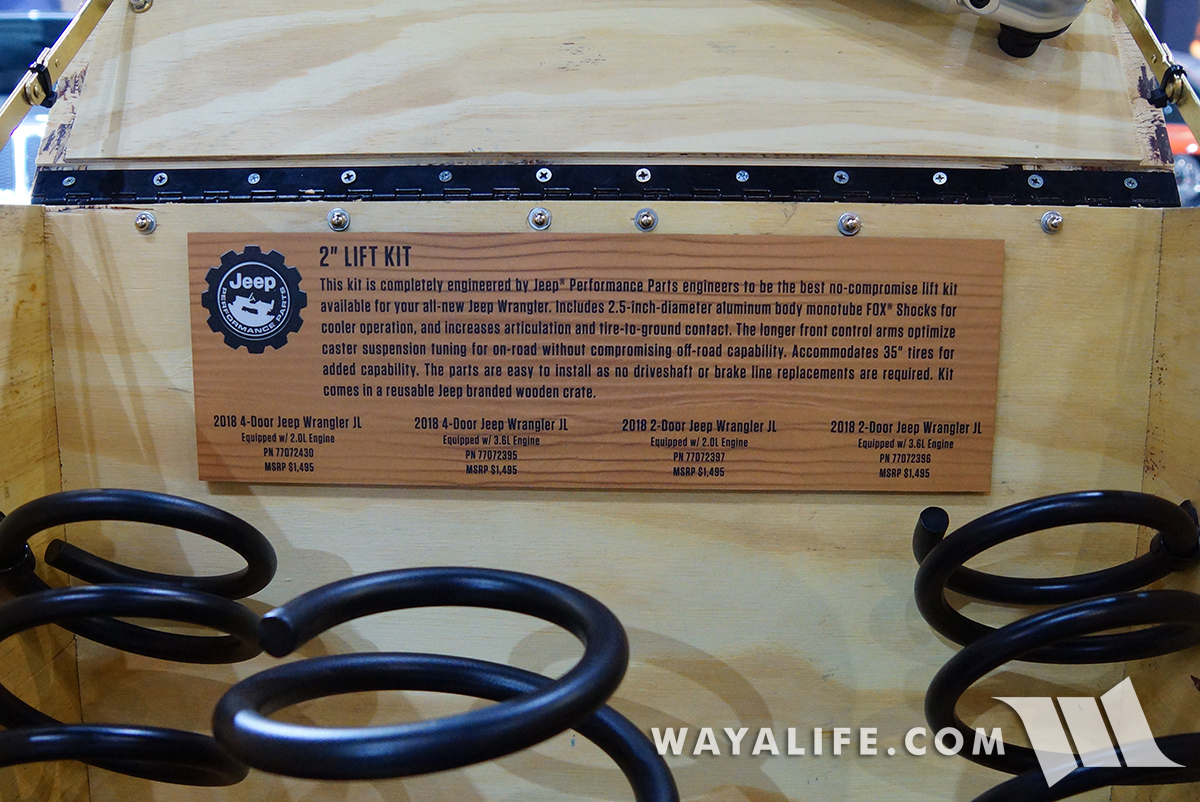 2" LIFT KIT
Jeep
PERFORMANCE PARTS
This kit is completely engineered by Jeep® Performance Parts engineers to be the best no-compromise lift kit
available for your all-new Jeep Wrangler. Includes 2.5-inch-diameter aluminum body monotube FOX® Shocks for
cooler operation, and increases articulation and tire-to-ground contact. The longer front control arms optimize
caster suspension tuning for on-road without compromising off-road capability. Accommodates 35" tires for
added capability. The parts are easy to install as no driveshaft or brake line replacements are required. Kit
comes in a reusable Jeep branded wooden crate.
2018 4-Door Jeep Wrangler JL
Equipped w/ 2.0L Engine
PN 77072430
MSRP $1,495
2018 4-Door Jeep Wrangler JL
Equipped w/ 3.6L Engine
PN 77072395
MSRP $1,495
2018 2-Door Jeep Wrangler JL
Equipped w/ 2.0L Engine
PN 77072397
MSRP $1,495
2018 2-Door Jeep Wrangler JL
Equipped w/ 3.6L Engine
PN 77072396
MSRP $1,495
WAYALIFE.COM